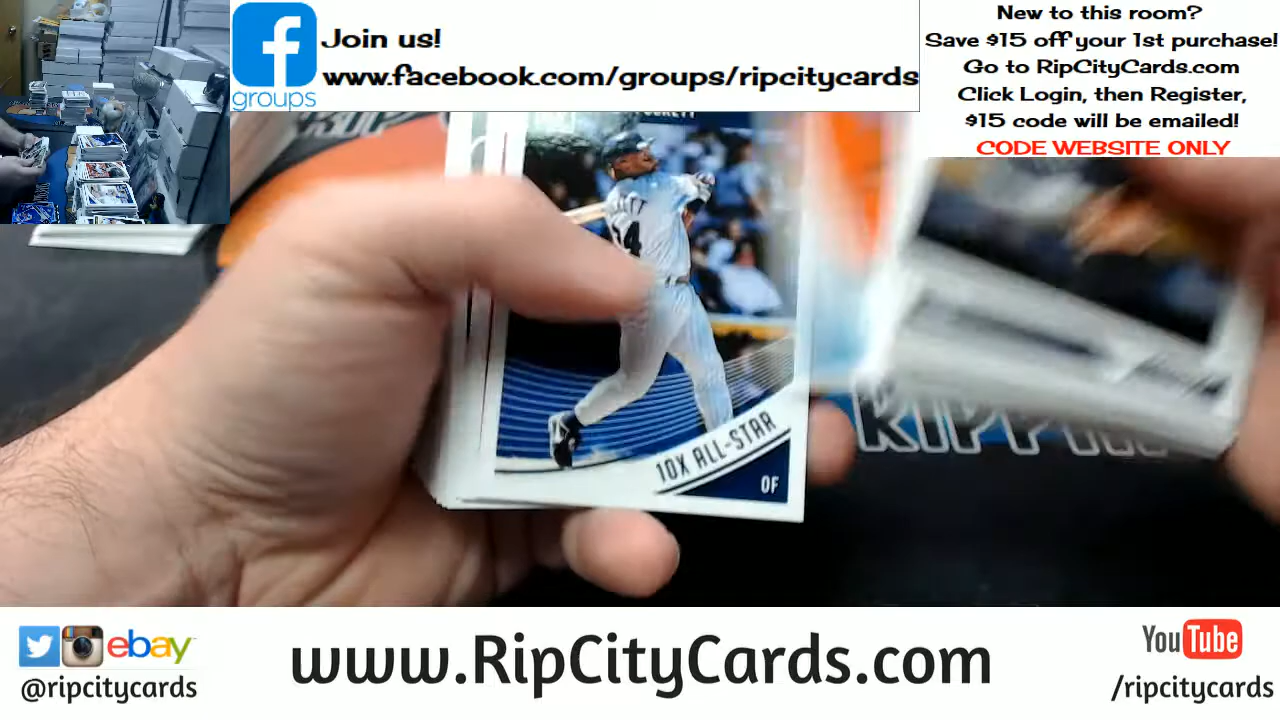 Join us!
www.facebook.com/groups/ripcitycards
groups
New to this room?
Save $15 off your 1st purchase!
Go to RipCityCards.com
Click Login, then Register,
$15 code will be emailed!
CODE WEBSITE ONLY
34
10X ALL-STAR
OF
ebay
@ripcitycards
www.RipCityCards.com
YouTube
/ripcitycards